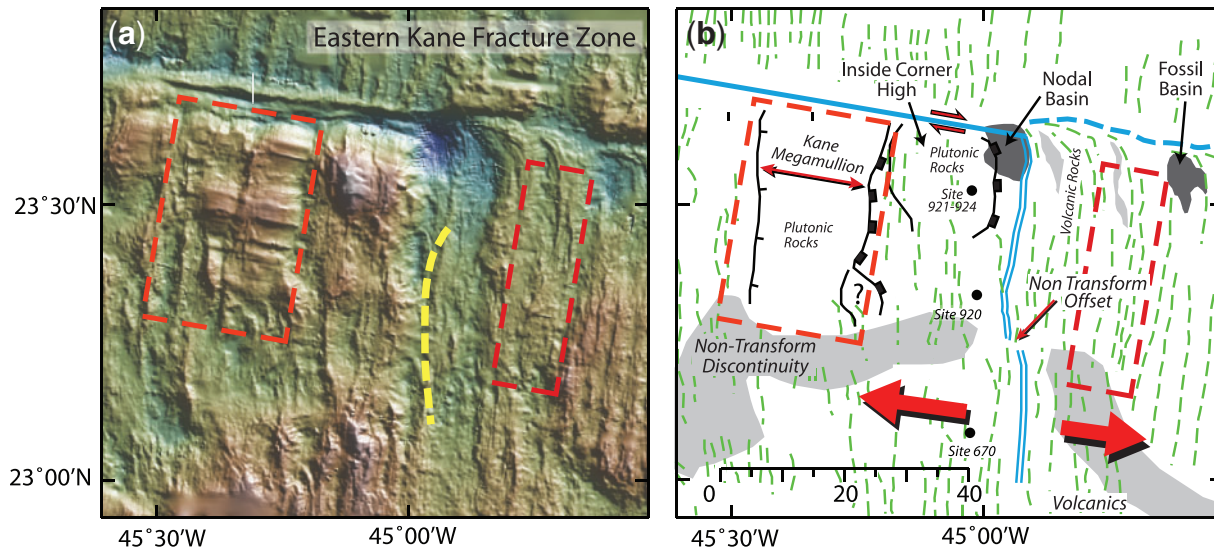 (a)
Eastern Kane Fracture Zone
23˚30’N
23˚00’N
45˚30’W
45˚00’W
(b)
Inside Corner
High
Nodal
Basin
Fossil
Basin
Kane
Megamullion
Plutonic
Rocks
Plutonic
Rocks
Site
921-924
Volcanic Rocks
?
Site 920
Non Transform
Offset
Non-Transform
Discontinuity
Site 670
0
20
40
Volcanics
45˚30’W
45˚00’W